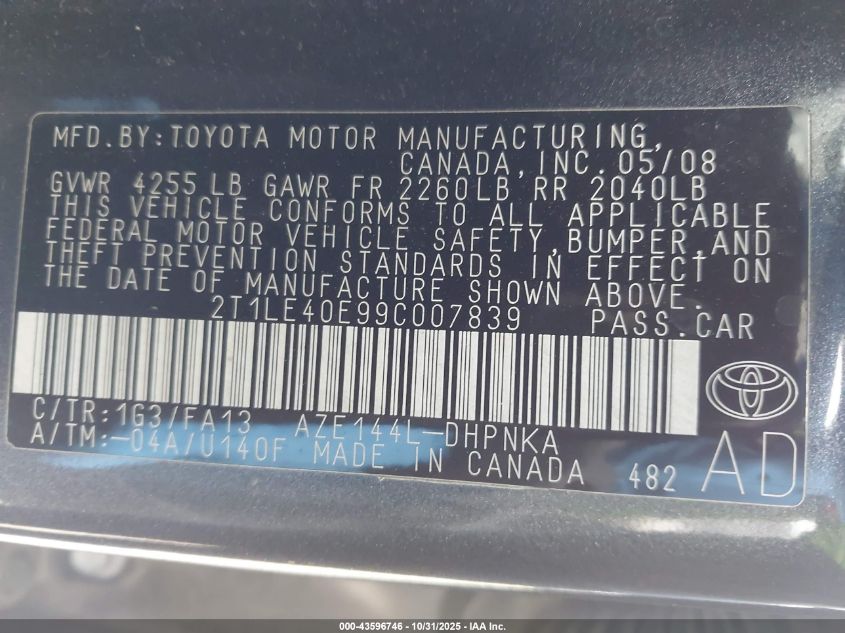 MFD.BY:TOYOTA MOTOR MANUFACTURING,
CANADA,INC. 05/08
GVWR 4255LB GAWR FR 2260LB RR 2040LB
THIS VEHICLE CONFORMS TO ALL APPLICABLE
FEDERAL MOTOR VEHICLE SAFETY,BUMPER,AND
THEFT PREVENTION STANDARDS IN EFFECT ON
THE DATE OF MANUFACTURE SHOWN ABOVE.
2T1LE40E99C007839 PASS.CAR
C/TR:1G3/FA13 AZE144L-DHPNKA
A/TM:-04A/U140F MADE IN CANADA 482 AD
000-43596746 - 10/31/2025 - IAA Inc.